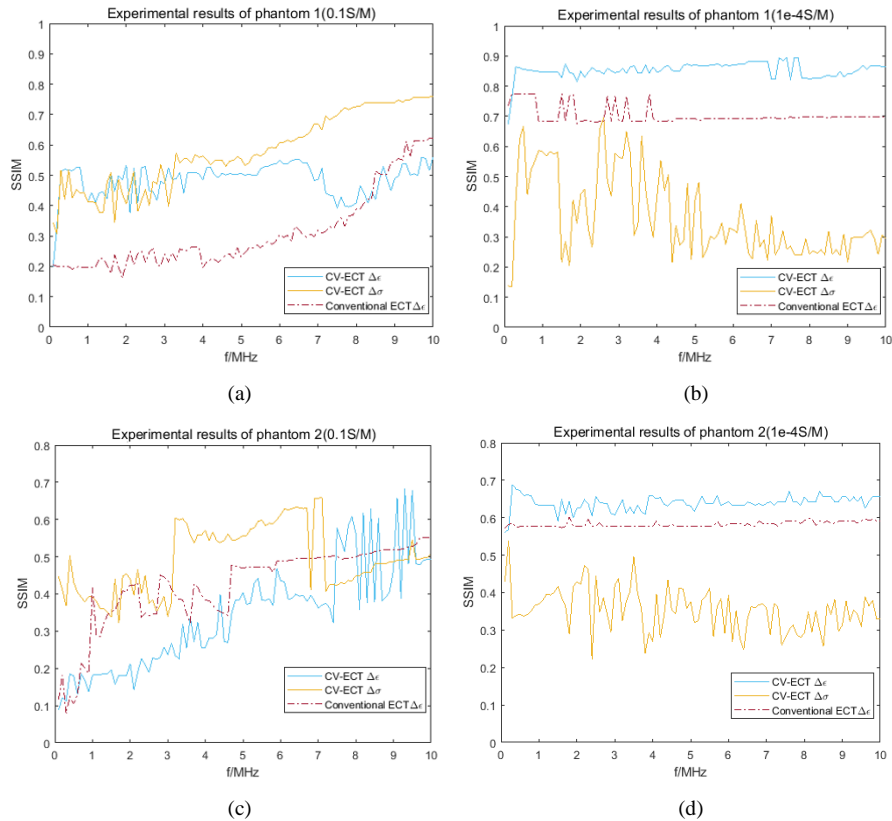 Experimental results of phantom 1(0.1S/M)
1
0.9
0.8
0.7
0.6
0.5
0.4
0.3
0.2
0.1
0
SSIM
0 1 2 3 4 5 6 7 8 9 10
f/MHz
CV-ECT Δϵ
CV-ECT Δσ
Conventional ECTΔϵ
(a)
Experimental results of phantom 1(1e-4S/M)
1
0.9
0.8
0.7
0.6
0.5
0.4
0.3
0.2
0.1
0
SSIM
0 1 2 3 4 5 6 7 8 9 10
f/MHz
CV-ECT Δϵ
CV-ECT Δσ
Conventional ECTΔϵ
(b)
Experimental results of phantom 2(0.1S/M)
0.8
0.7
0.6
0.5
0.4
0.3
0.2
0.1
0
SSIM
0 1 2 3 4 5 6 7 8 9 10
f/MHz
CV-ECT Δϵ
CV-ECT Δσ
Conventional ECTΔϵ
(c)
Experimental results of phantom 2(1e-4S/M)
0.8
0.7
0.6
0.5
0.4
0.3
0.2
0.1
0
SSIM
0 1 2 3 4 5 6 7 8 9 10
f/MHz
CV-ECT Δϵ
CV-ECT Δσ
Conventional ECTΔϵ
(d)